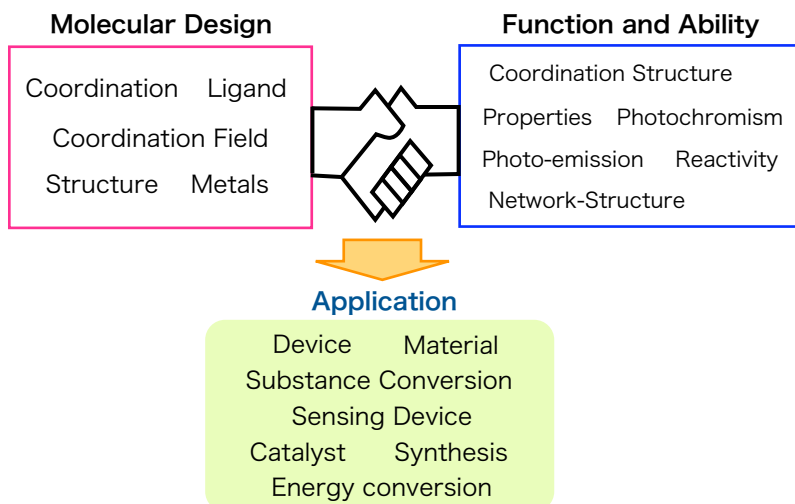 Molecular Design
Coordination Ligand
Coordination Field
Structure Metals
Function and Ability
Coordination Structure
Properties Photochromism
Photo-emission Reactivity
Network-Structure
Application
Device Material
Substance Conversion
Sensing Device
Catalyst Synthesis
Energy conversion